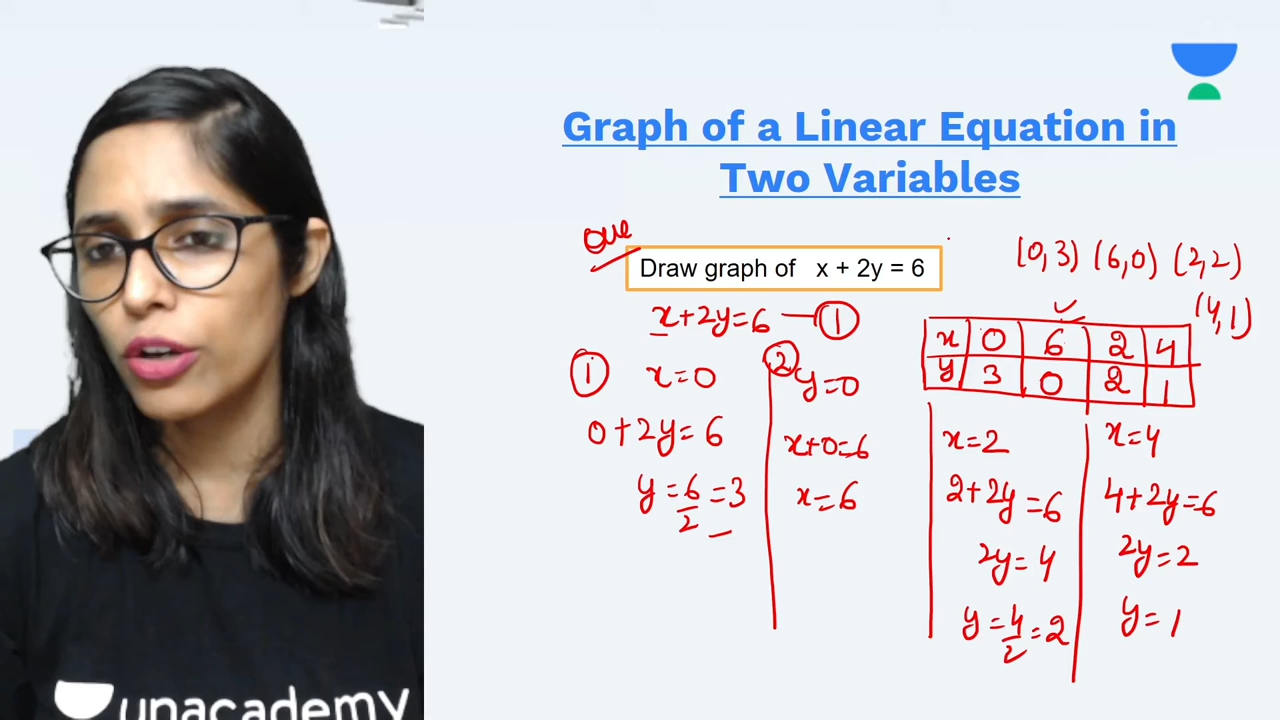 Graph of a Linear Equation in
Two Variables
Que
Draw graph of x + 2y = 6
(0,3) (6,0) (2,2)
(4,1)
x+2y=6 — ①
x 0 6 2 4
y 3 0 2 1
① x=0
0+2y=6
y=6/2=3
② y=0
x+0=6
x=6
x=2
2+2y=6
2y=4
y=4/2=2
x=4
4+2y=6
2y=2
y=1
unacademy